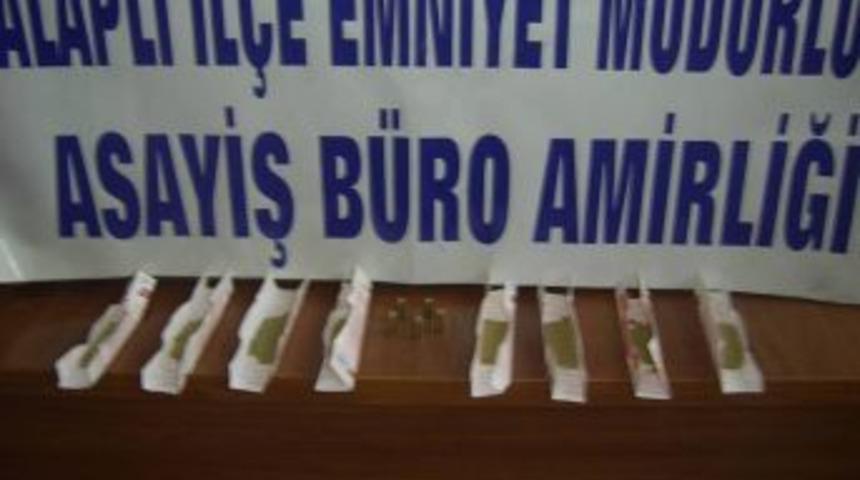 ALAPLI İLÇE EMNİYET MÜDÜRLÜ
ASAYİŞ BÜRO AMİRLİĞİ